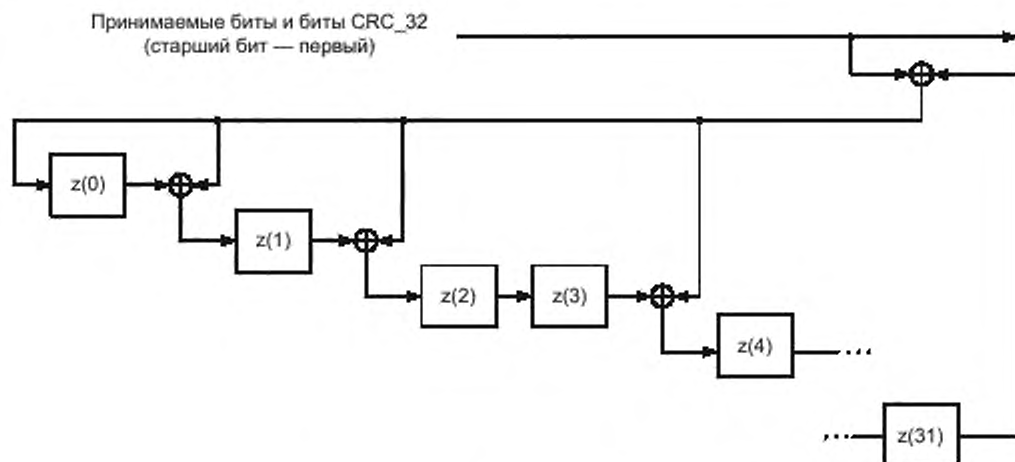 Принимаемые биты и биты CRC_32
(старший бит — первый)
z(0)
z(1)
z(2)
z(3)
z(4)
z(31)